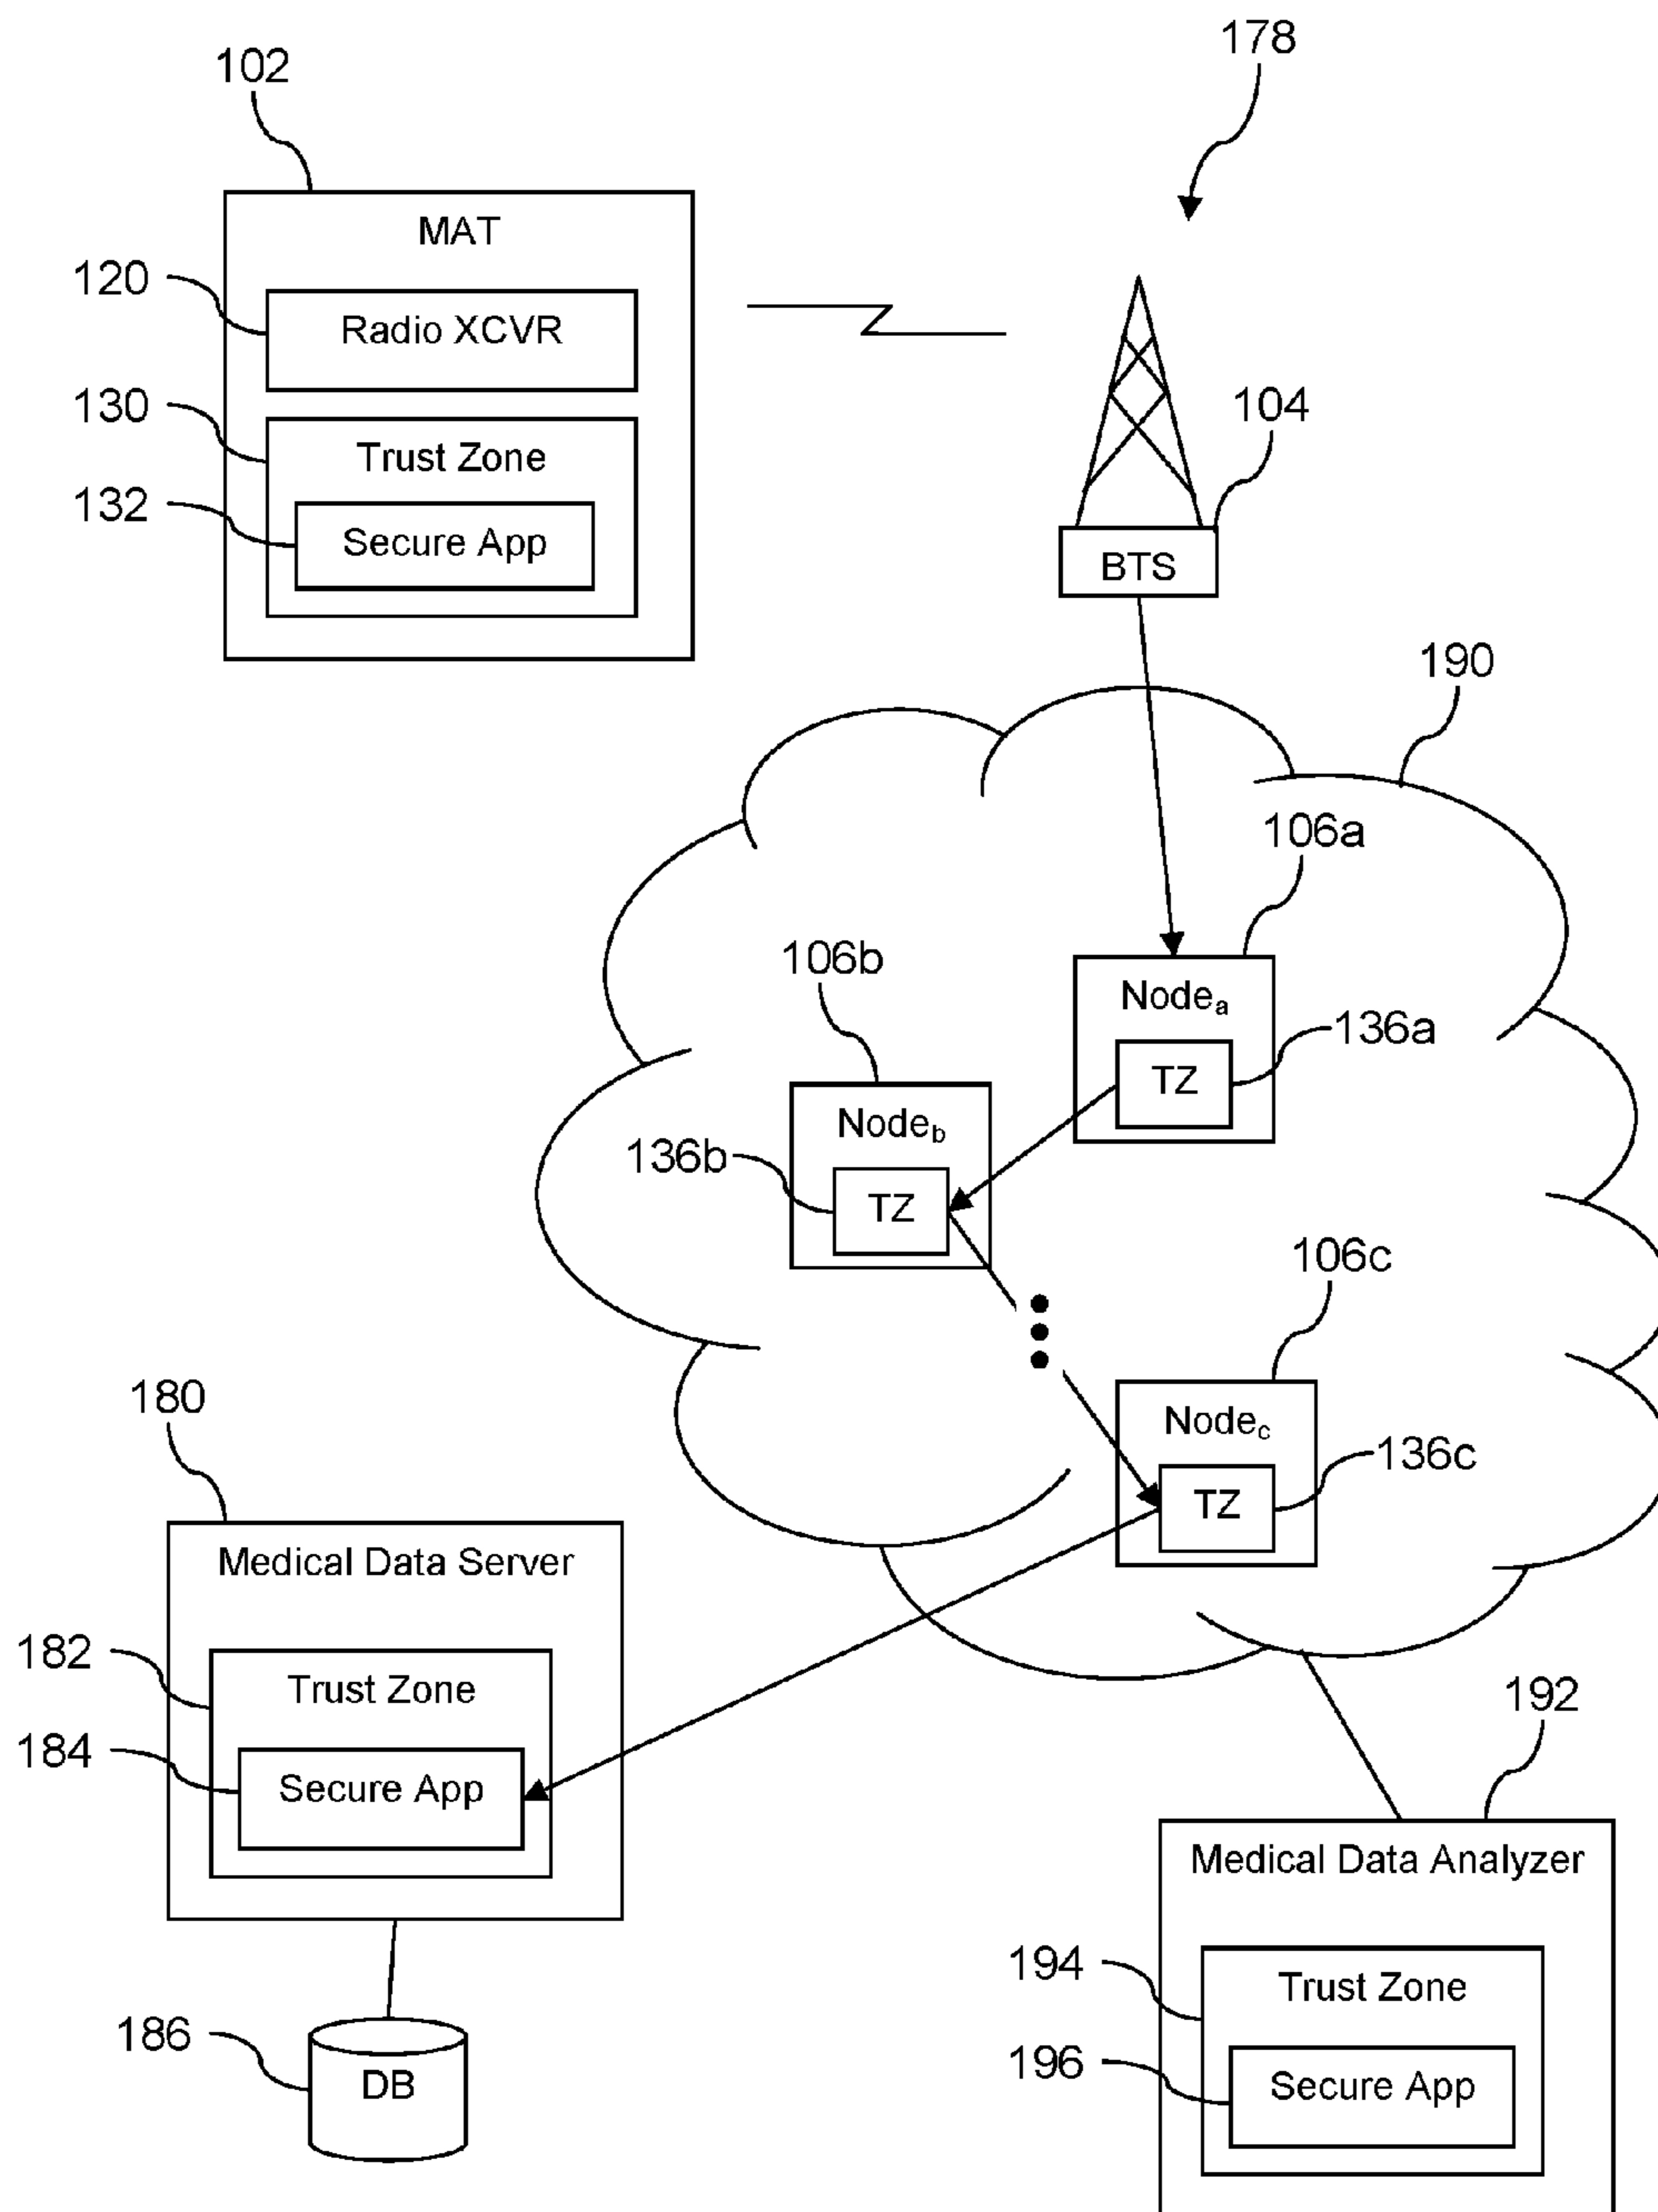 178
102
MAT
120
Radio XCVR
130
Trust Zone
104
132
Secure App
BTS
190
106a
106b
Nodea
136a
TZ
Nodeb
136b
TZ
106c
180
Nodec
136c
TZ
Medical Data Server
182
Trust Zone
192
184
Secure App
Medical Data Analyzer
194
Trust Zone
186
196
DB
Secure App